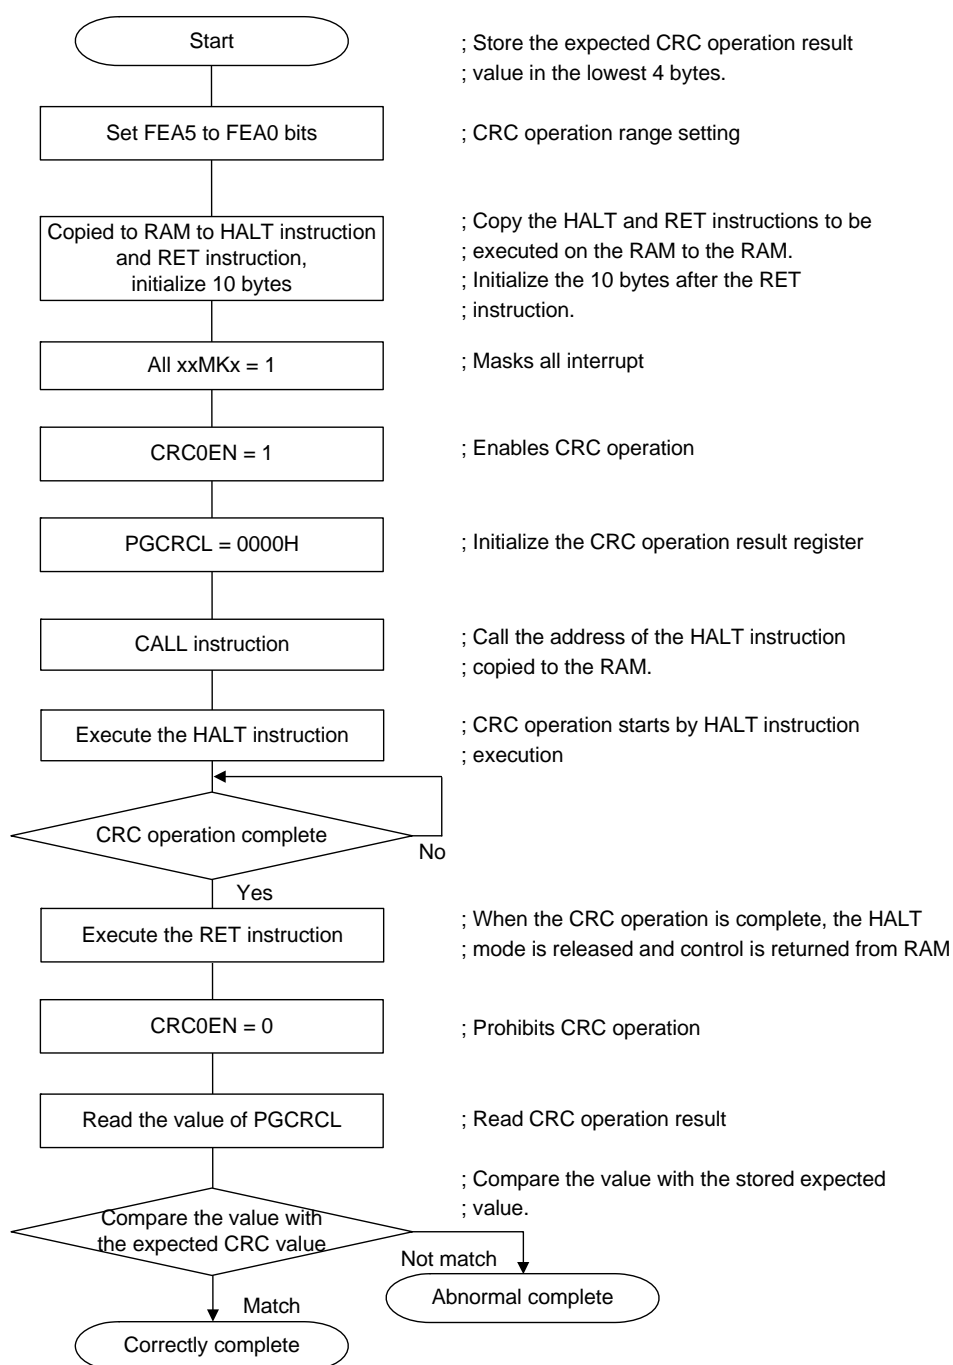 Start
; Store the expected CRC operation result
; value in the lowest 4 bytes.
Set FEA5 to FEA0 bits
; CRC operation range setting
Copied to RAM to HALT instruction
and RET instruction,
initialize 10 bytes
; Copy the HALT and RET instructions to be
; executed on the RAM to the RAM.
; Initialize the 10 bytes after the RET
; instruction.
All xxMKx = 1
; Masks all interrupt
CRC0EN = 1
; Enables CRC operation
PGCRCL = 0000H
; Initialize the CRC operation result register
CALL instruction
; Call the address of the HALT instruction
; copied to the RAM.
Execute the HALT instruction
; CRC operation starts by HALT instruction
; execution
CRC operation complete
No
Yes
Execute the RET instruction
; When the CRC operation is complete, the HALT
; mode is released and control is returned from RAM
CRC0EN = 0
; Prohibits CRC operation
Read the value of PGCRCL
; Read CRC operation result
; Compare the value with the stored expected
; value.
Compare the value with
the expected CRC value
Not match
Abnormal complete
Match
Correctly complete